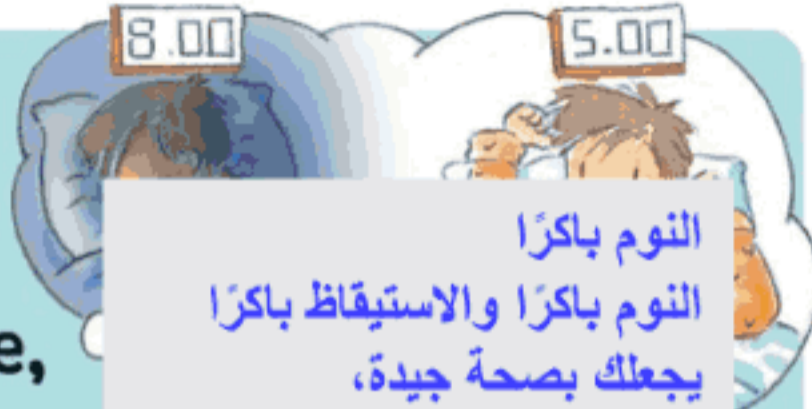 8.00
5.00
النوم باكرًا
النوم باكرًا والاستيقاظ باكرًا
يجعلك بصحة جيدة،
e,